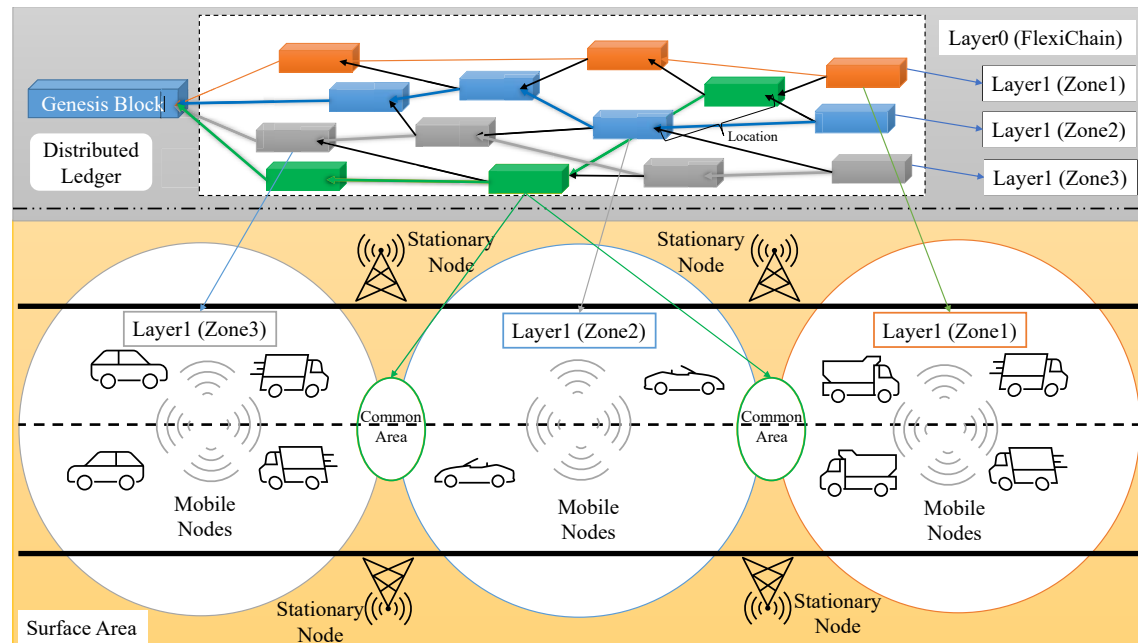 Layer0 (FlexiChain)
Layer1 (Zone1)
Genesis Block
Layer1 (Zone2)
Location
Distributed
Ledger
Layer1 (Zone3)
Stationary
Node
Stationary
Node
Layer1 (Zone3)
Layer1 (Zone2)
Layer1 (Zone1)
Common
Area
Common
Area
Mobile
Nodes
Mobile
Nodes
Mobile
Nodes
Stationary
Node
Stationary
Node
Surface Area